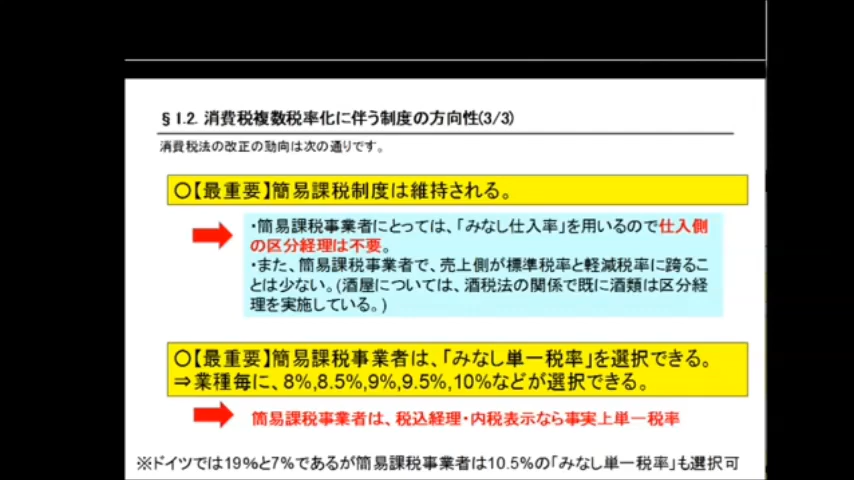 §1.2. 消費税複数税率化に伴う制度の方向性(3/3)
消費税法の改正の動向は次の通りです。
○【最重要】簡易課税制度は維持される。
・簡易課税事業者にとっては、「みなし仕入率」を用いるので仕入側
の区分経理は不要。
・また、簡易課税事業者で、売上側が標準税率と軽減税率に跨るこ
とは少ない。(酒屋については、酒税法の関係で既に酒類は区分経
理を実施している。)
○【最重要】簡易課税事業者は、「みなし単一税率」を選択できる。
⇒業種毎に、8%,8.5%,9%,9.5%,10%などが選択できる。
簡易課税事業者は、税込経理・内税表示なら事実上単一税率
※ドイツでは19%と7%であるが簡易課税事業者は10.5%の「みなし単一税率」も選択可